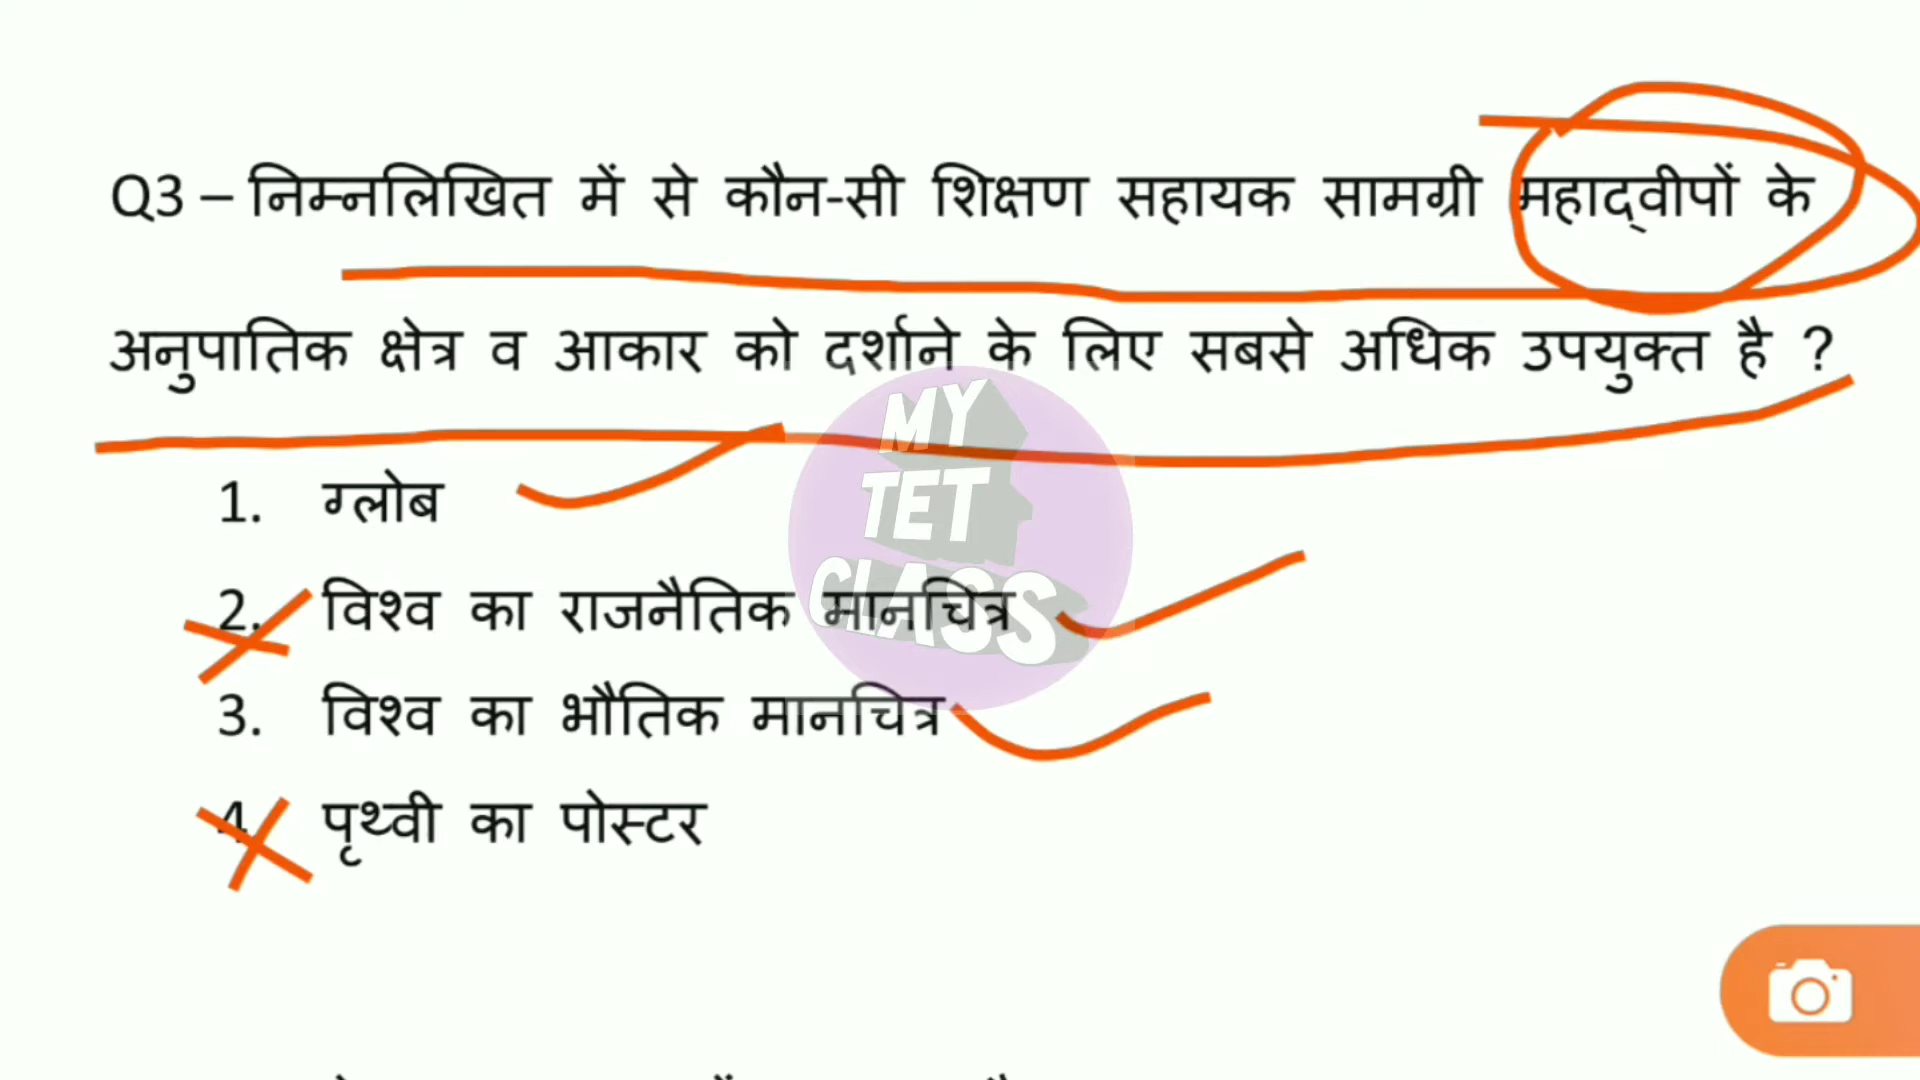 Q3 – निम्नलिखित में से कौन-सी शिक्षण सहायक सामग्री महाद्वीपों के
अनुपातिक क्षेत्र व आकार को दर्शाने के लिए सबसे अधिक उपयुक्त है ?
1. ग्लोब
2. विश्व का राजनैतिक मानचित्र
3. विश्व का भौतिक मानचित्र
4. पृथ्वी का पोस्टर
MY
TET
CLASS